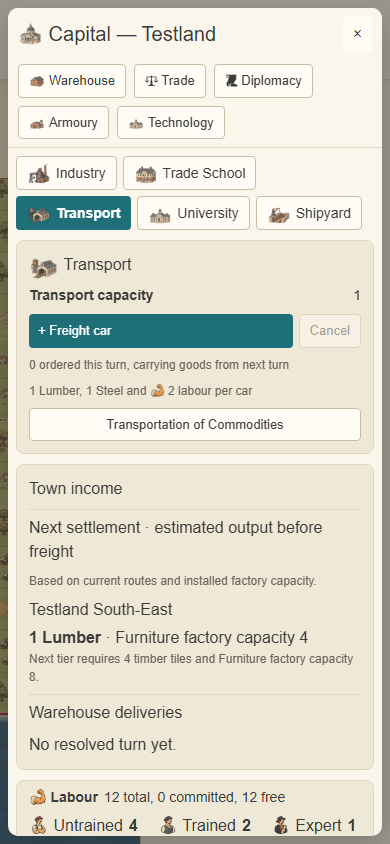 Capital — Testland
×
Warehouse
Trade
Diplomacy
Armoury
Technology
Industry
Trade School
Transport
University
Shipyard
Transport
Transport capacity 1
+ Freight car
Cancel
0 ordered this turn, carrying goods from next turn
1 Lumber, 1 Steel and 2 labour per car
Transportation of Commodities
Town income
Next settlement · estimated output before
freight
Based on current routes and installed factory capacity.
Testland South-East
1 Lumber · Furniture factory capacity 4
Next tier requires 4 timber tiles and Furniture factory capacity
8.
Warehouse deliveries
No resolved turn yet.
Labour 12 total, 0 committed, 12 free
Untrained 4 Trained 2 Expert 1